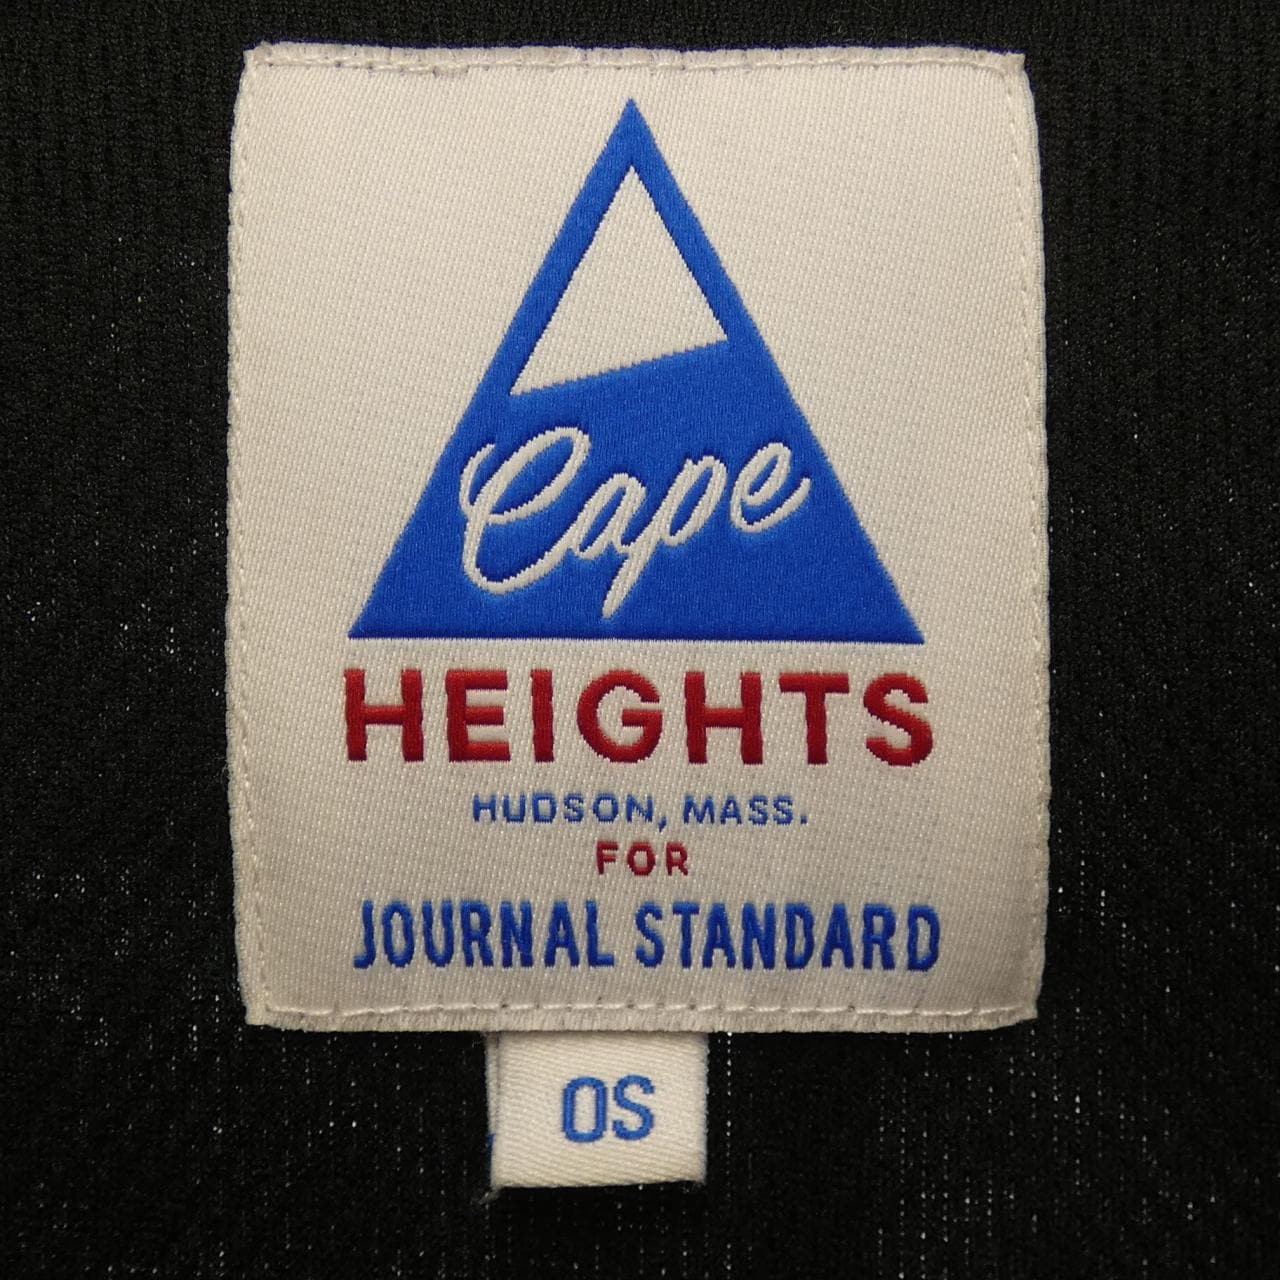 Cape
HEIGHTS
HUDSON, MASS.
FOR
JOURNAL STANDARD
OS